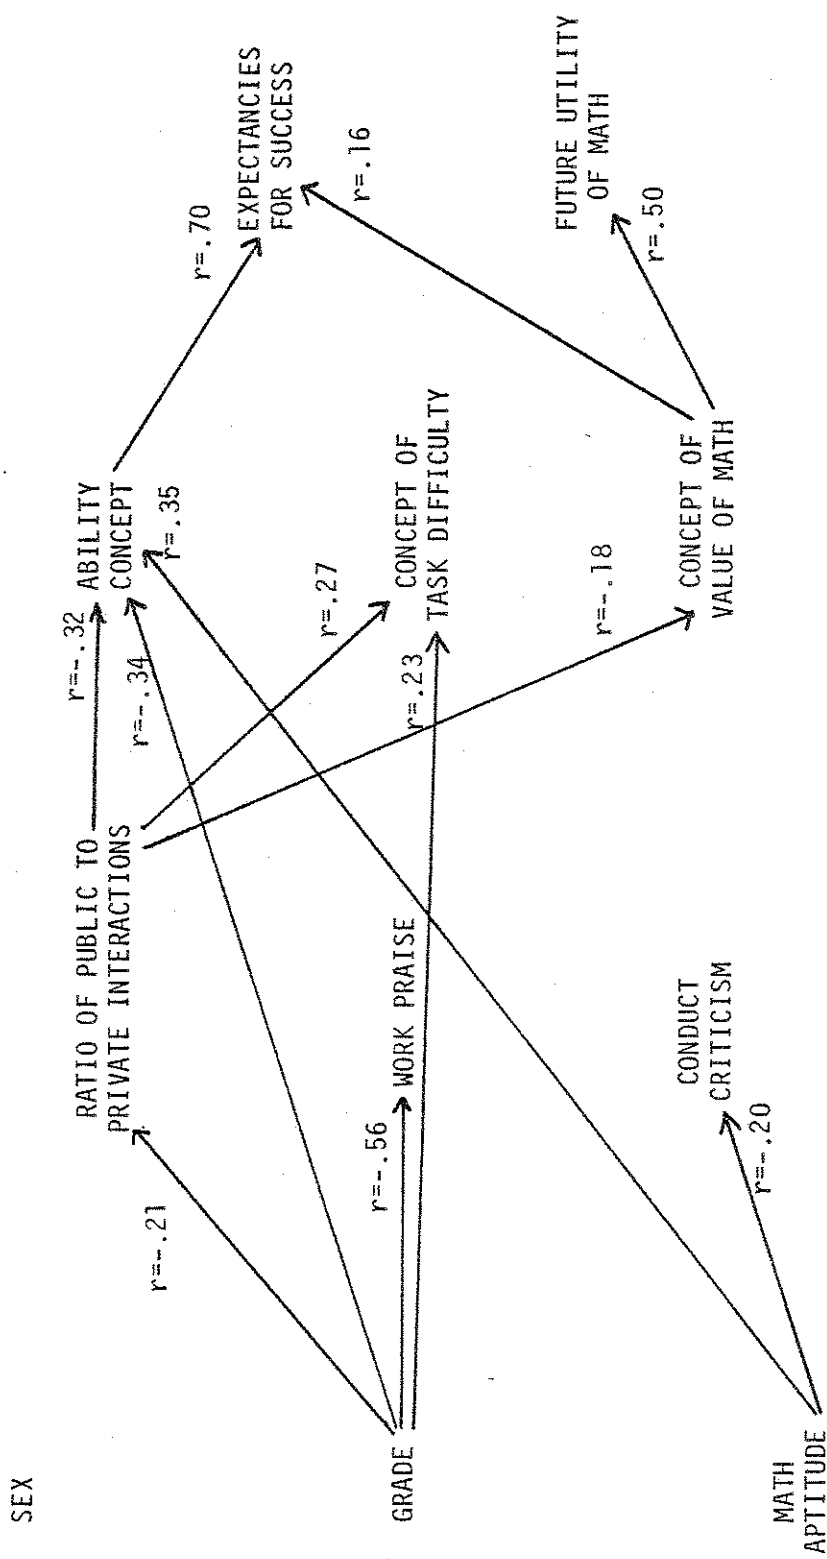 SEX
RATIO OF PUBLIC TO
PRIVATE INTERACTIONS
r=-.32
ABILITY
CONCEPT
r=-.21
r=-.34
r=.35
r=.70
EXPECTANCIES
FOR SUCCESS
r=.16
GRADE
r=-.56
WORK PRAISE
r=.27
r=.23
CONCEPT OF
TASK DIFFICULTY
r=-.18
MATH
APTITUDE
r=-.20
CONDUCT
CRITICISM
CONCEPT OF
VALUE OF MATH
r=.50
FUTURE UTILITY
OF MATH